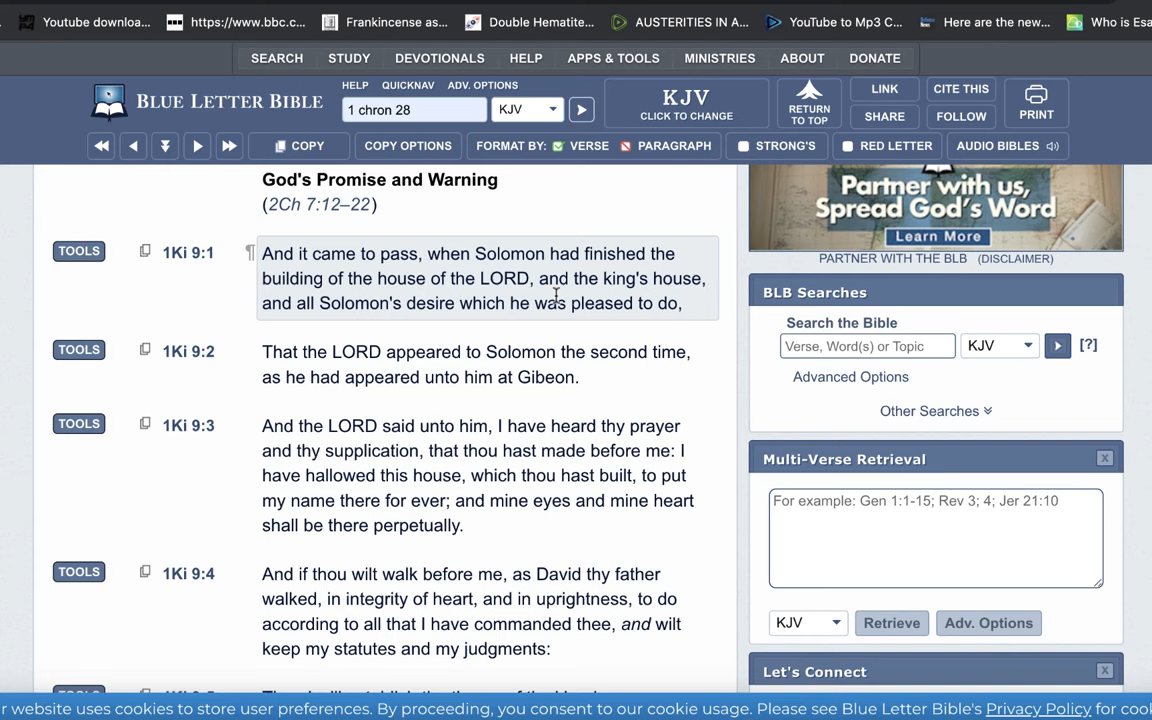 Youtube downloa...
https://www.bbc.c...
Frankincense as...
Double Hematite...
AUSTERITIES IN A...
YouTube to Mp3 C...
Here are the new...
Who is Esa
SEARCH STUDY DEVOTIONALS HELP APPS & TOOLS MINISTRIES ABOUT DONATE
BLUE LETTER BIBLE
HELP QUICKNAV ADV. OPTIONS
1 chron 28 KJV
KJV
CLICK TO CHANGE
RETURN
TO TOP
LINK
SHARE
CITE THIS
FOLLOW
PRINT
COPY COPY OPTIONS FORMAT BY: VERSE PARAGRAPH STRONG'S RED LETTER AUDIO BIBLES
God's Promise and Warning
(2Ch 7:12–22)
TOOLS 1Ki 9:1 ¶ And it came to pass, when Solomon had finished the
building of the house of the LORD, and the king's house,
and all Solomon's desire which he was pleased to do,
TOOLS 1Ki 9:2 That the LORD appeared to Solomon the second time,
as he had appeared unto him at Gibeon.
TOOLS 1Ki 9:3 And the LORD said unto him, I have heard thy prayer
and thy supplication, that thou hast made before me: I
have hallowed this house, which thou hast built, to put
my name there for ever; and mine eyes and mine heart
shall be there perpetually.
TOOLS 1Ki 9:4 And if thou wilt walk before me, as David thy father
walked, in integrity of heart, and in uprightness, to do
according to all that I have commanded thee, and wilt
keep my statutes and my judgments:
Partner with us,
Spread God's Word
Learn More
PARTNER WITH THE BLB (DISCLAIMER)
BLB Searches
Search the Bible
Verse, Word(s) or Topic KJV [?]
Advanced Options
Other Searches
Multi-Verse Retrieval X
For example: Gen 1:1-15; Rev 3; 4; Jer 21:10
KJV Retrieve Adv. Options
Let's Connect X
r website uses cookies to store user preferences. By proceeding, you consent to our cookie usage. Please see Blue Letter Bible's Privacy Policy for cook